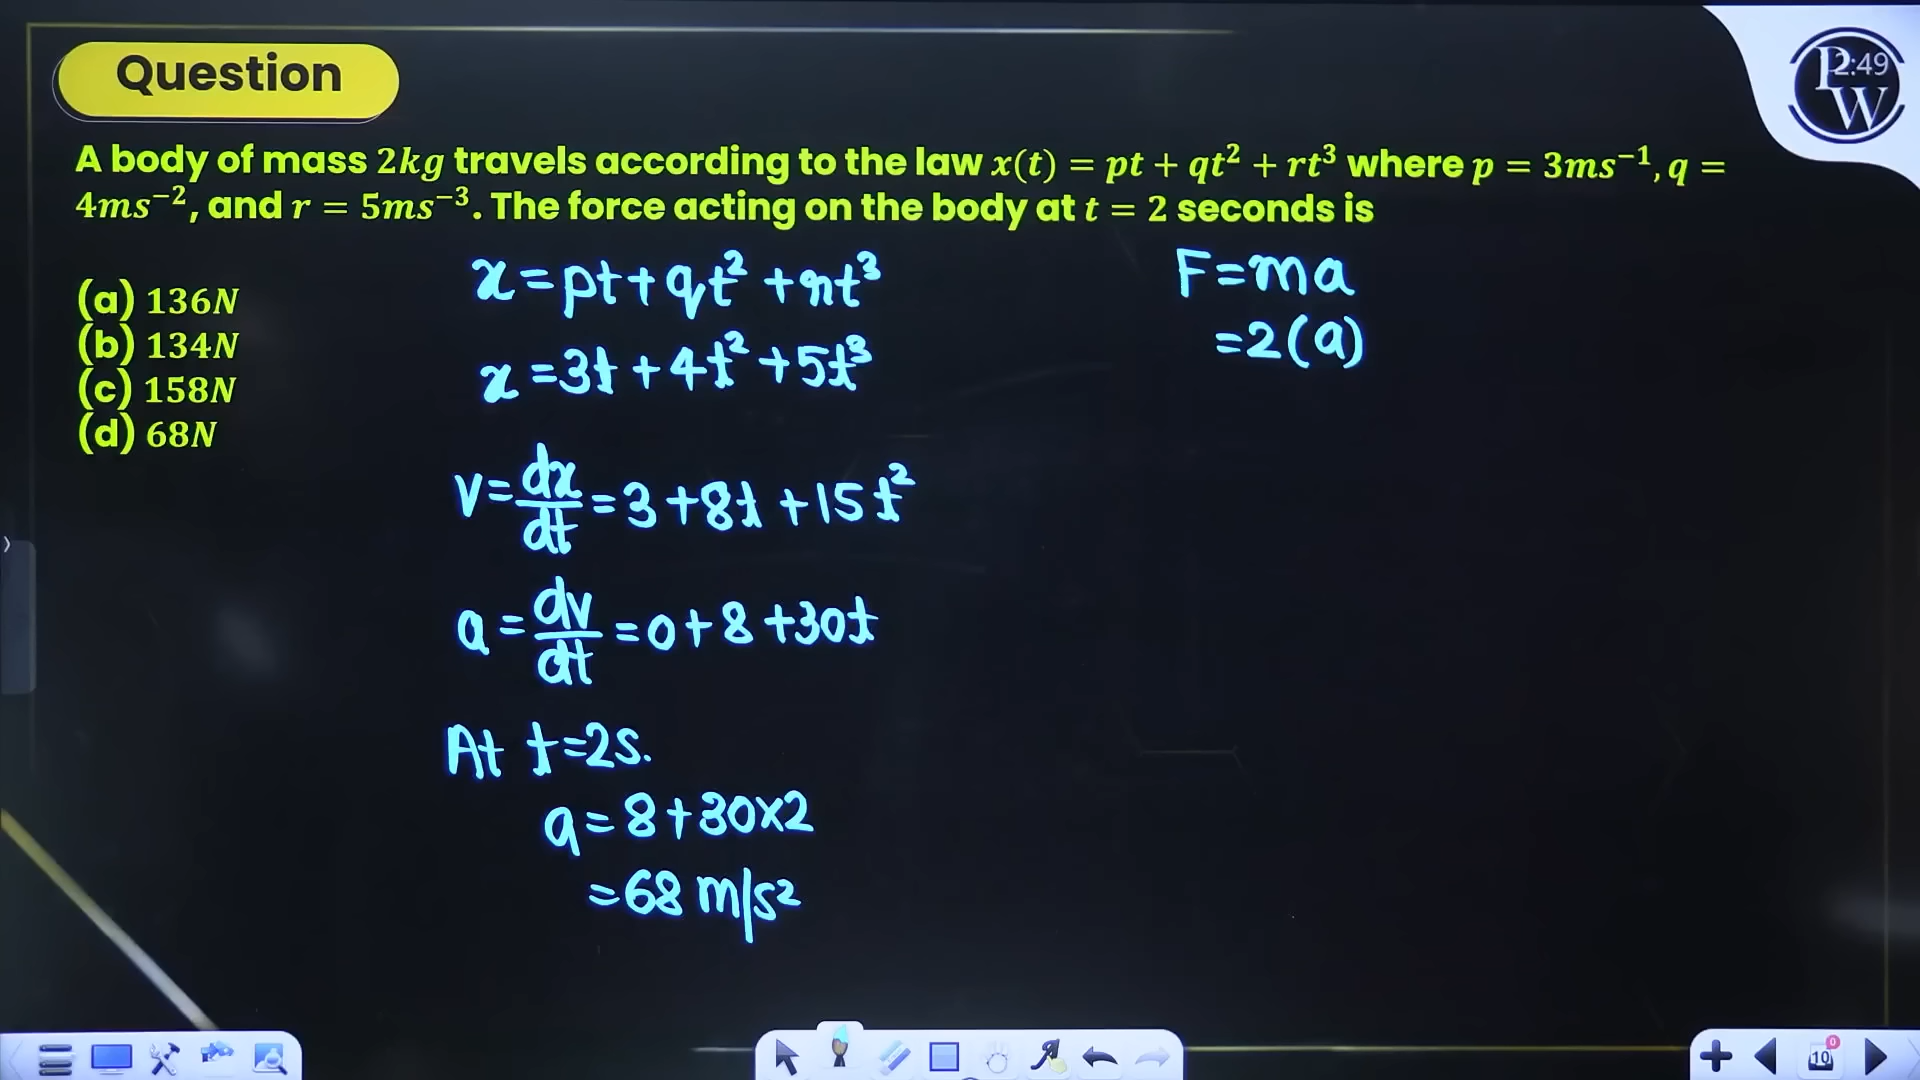 Question
PW
2:49
A body of mass 2kg travels according to the law x(t) = pt + qt² + rt³ where p = 3ms⁻¹, q =
4ms⁻², and r = 5ms⁻³. The force acting on the body at t = 2 seconds is
(a) 136N
(b) 134N
(c) 158N
(d) 68N
x = pt + qt² + rt³
x = 3t + 4t² + 5t³
v = dx/dt = 3 + 8t + 15t²
a = dv/dt = 0 + 8 + 30t
At t = 2s.
a = 8 + 30×2
= 68 m/s²
F = ma
= 2(a)
10
0